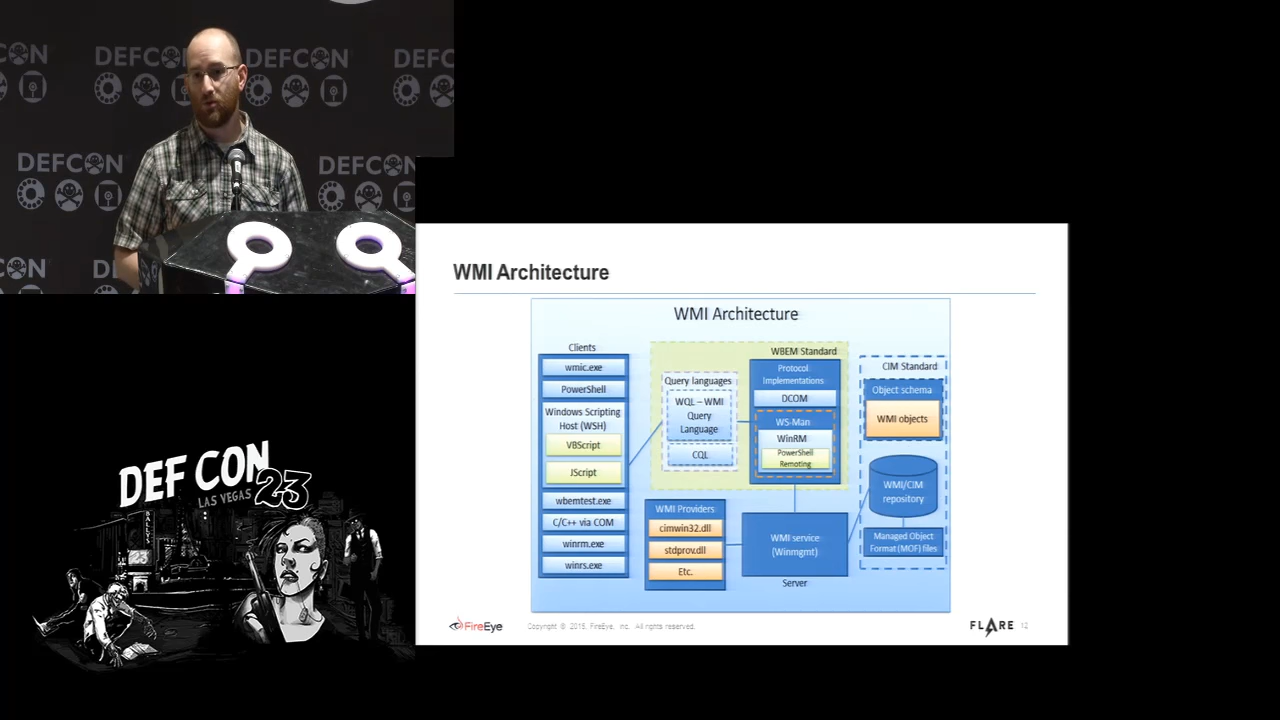 DEFCON
DEFCON
DEFCON
DEFCON
DEFCON
DEF CON 23
LAS VEGAS
BALLY'S
WMI Architecture
WMI Architecture
Clients
wmic.exe
PowerShell
Windows Scripting
Host (WSH)
VBScript
JScript
wbemtest.exe
C/C++ via COM
winrm.exe
winrs.exe
WBEM Standard
Query languages
WQL – WMI
Query
Language
CQL
Protocol
Implementations
DCOM
WS-Man
WinRM
PowerShell
Remoting
CIM Standard
Object schema
WMI objects
WMI/CIM
repository
Managed Object
Format (MOF) files
WMI Providers
cimwin32.dll
stdprov.dll
Etc.
WMI service
(Winmgmt)
Server
FireEye
Copyright © 2015, FireEye, Inc. All rights reserved.
FLARE
12